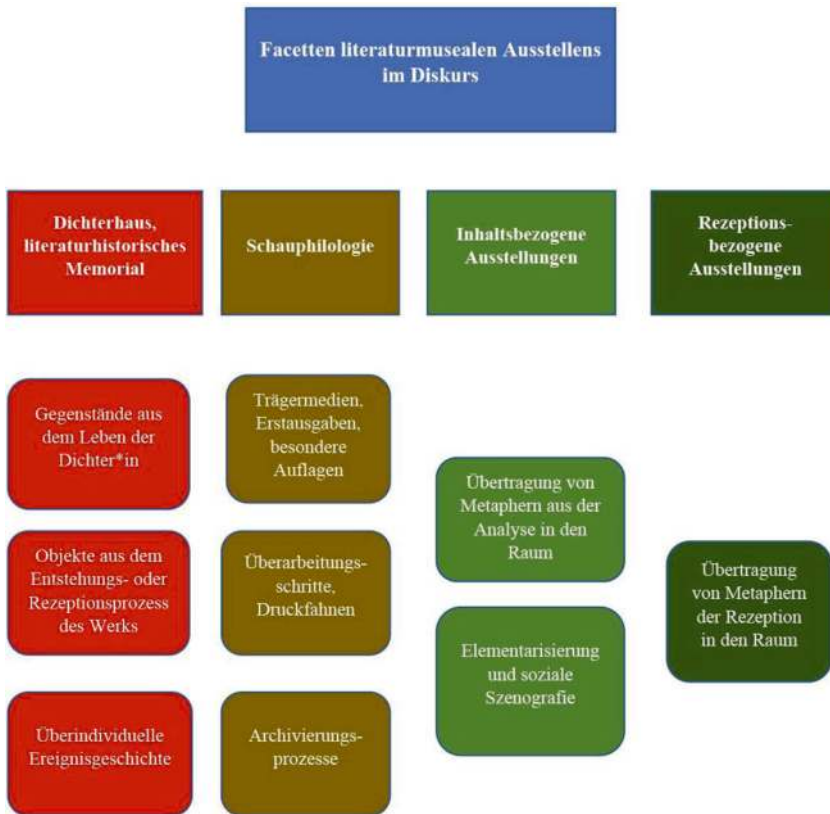 Facetten literaturmusealen Ausstellens
im Diskurs
Dichterhaus,
literaturhistorisches
Memorial
Schauphilologie
Inhaltsbezogene
Ausstellungen
Rezeptions-
bezogene
Ausstellungen
Gegenstände aus
dem Leben der
Dichter*in
Objekte aus dem
Entstehungs- oder
Rezeptionsprozess
des Werks
Überindividuelle
Ereignisgeschichte
Trägermedien,
Erstausgaben,
besondere
Auflagen
Überarbeitungs-
schritte,
Druckfahnen
Archivierungs-
prozesse
Übertragung von
Metaphern aus der
Analyse in den
Raum
Elementarisierung
und soziale
Szenografie
Übertragung
von Metaphern
der Rezeption
in den Raum